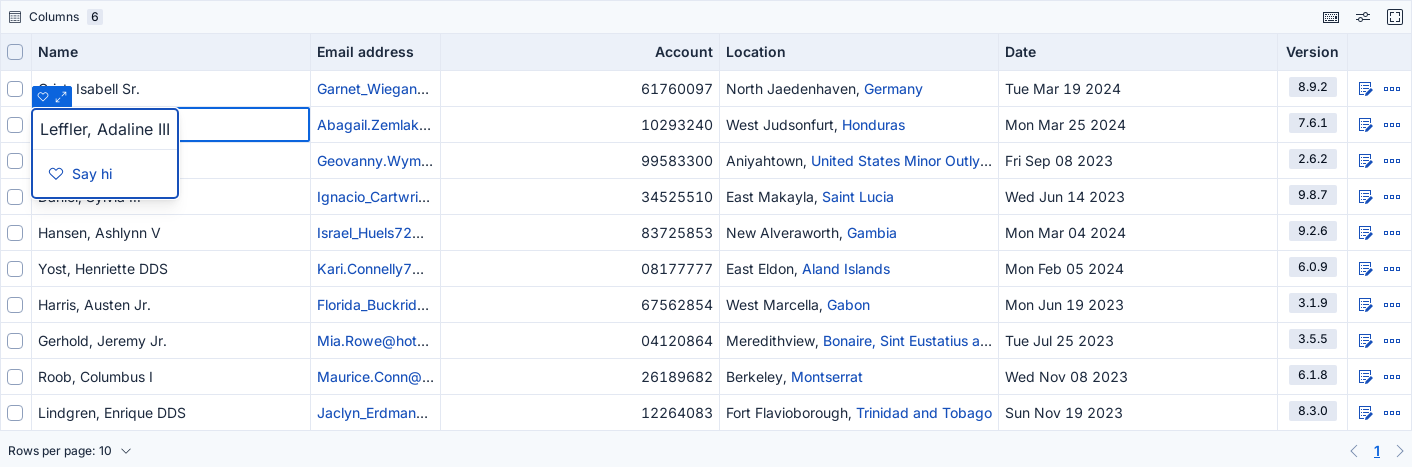 Columns 6
Name Email address Account Location Date Version
Isabell Sr. Garnet_Wiegan... 61760097 North Jaedenhaven, Germany Tue Mar 19 2024 8.9.2
Leffler, Adaline III Abagail.Zemlak... 10293240 West Judsonfurt, Honduras Mon Mar 25 2024 7.6.1
Geovanny.Wym... 99583300 Aniyahtown, United States Minor Outly... Fri Sep 08 2023 2.6.2
Say hi
Ignacio_Cartwri... 34525510 East Makayla, Saint Lucia Wed Jun 14 2023 9.8.7
Hansen, Ashlynn V Israel_Huels72... 83725853 New Alveraworth, Gambia Mon Mar 04 2024 9.2.6
Yost, Henriette DDS Kari.Connelly7... 08177777 East Eldon, Aland Islands Mon Feb 05 2024 6.0.9
Harris, Austen Jr. Florida_Buckrid... 67562854 West Marcella, Gabon Mon Jun 19 2023 3.1.9
Gerhold, Jeremy Jr. Mia.Rowe@hot... 04120864 Meredithview, Bonaire, Sint Eustatius a... Tue Jul 25 2023 3.5.5
Roob, Columbus I Maurice.Conn@... 26189682 Berkeley, Montserrat Wed Nov 08 2023 6.1.8
Lindgren, Enrique DDS Jaclyn_Erdman... 12264083 Fort Flavioborough, Trinidad and Tobago Sun Nov 19 2023 8.3.0
Rows per page: 10 1